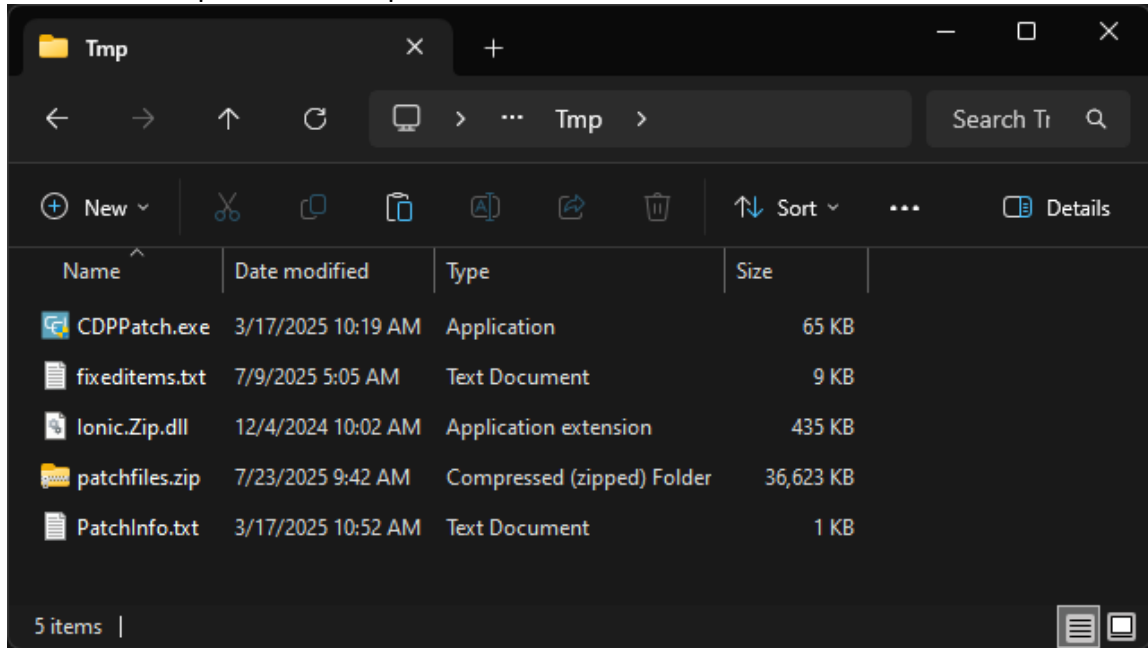 Tmp
Tmp
Search Tr
New
Sort
Details
Name Date modified Type Size
CDPPatch.exe 3/17/2025 10:19 AM Application 65 KB
fixeditems.txt 7/9/2025 5:05 AM Text Document 9 KB
Ionic.Zip.dll 12/4/2024 10:02 AM Application extension 435 KB
patchfiles.zip 7/23/2025 9:42 AM Compressed (zipped) Folder 36,623 KB
PatchInfo.txt 3/17/2025 10:52 AM Text Document 1 KB
5 items